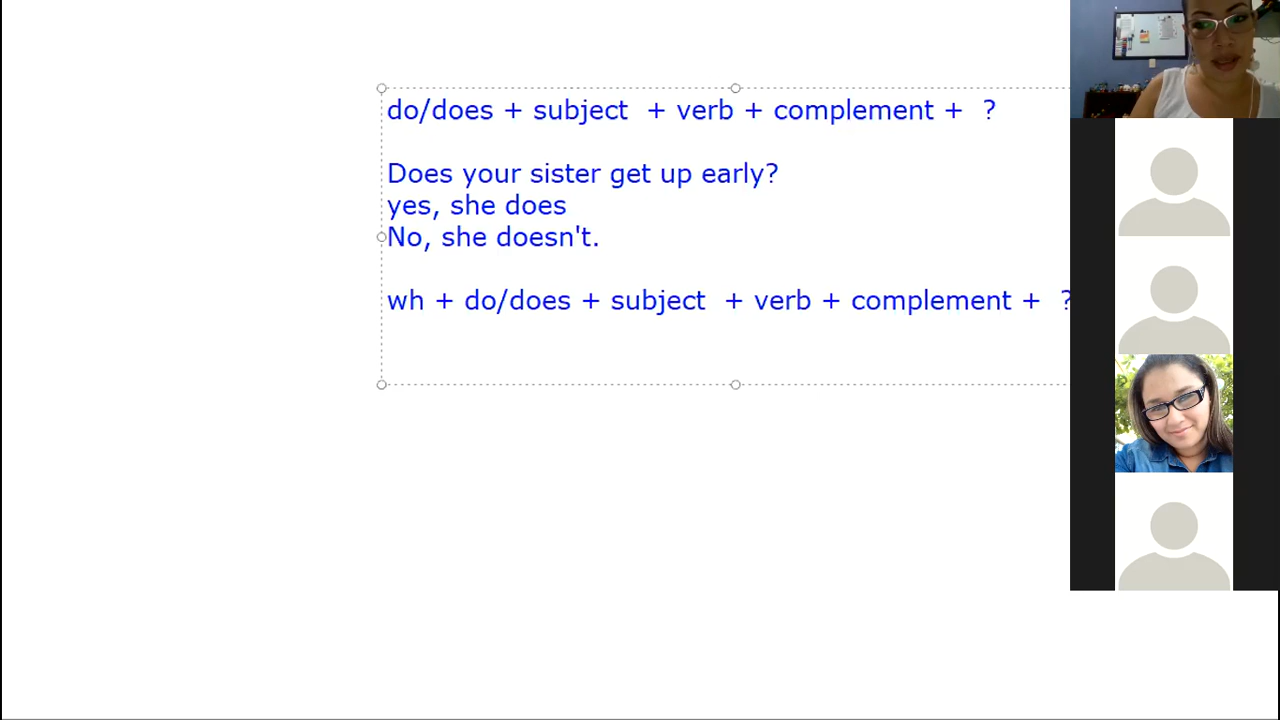 do/does + subject + verb + complement + ?
Does your sister get up early?
yes, she does
No, she doesn't.
wh + do/does + subject + verb + complement + ?